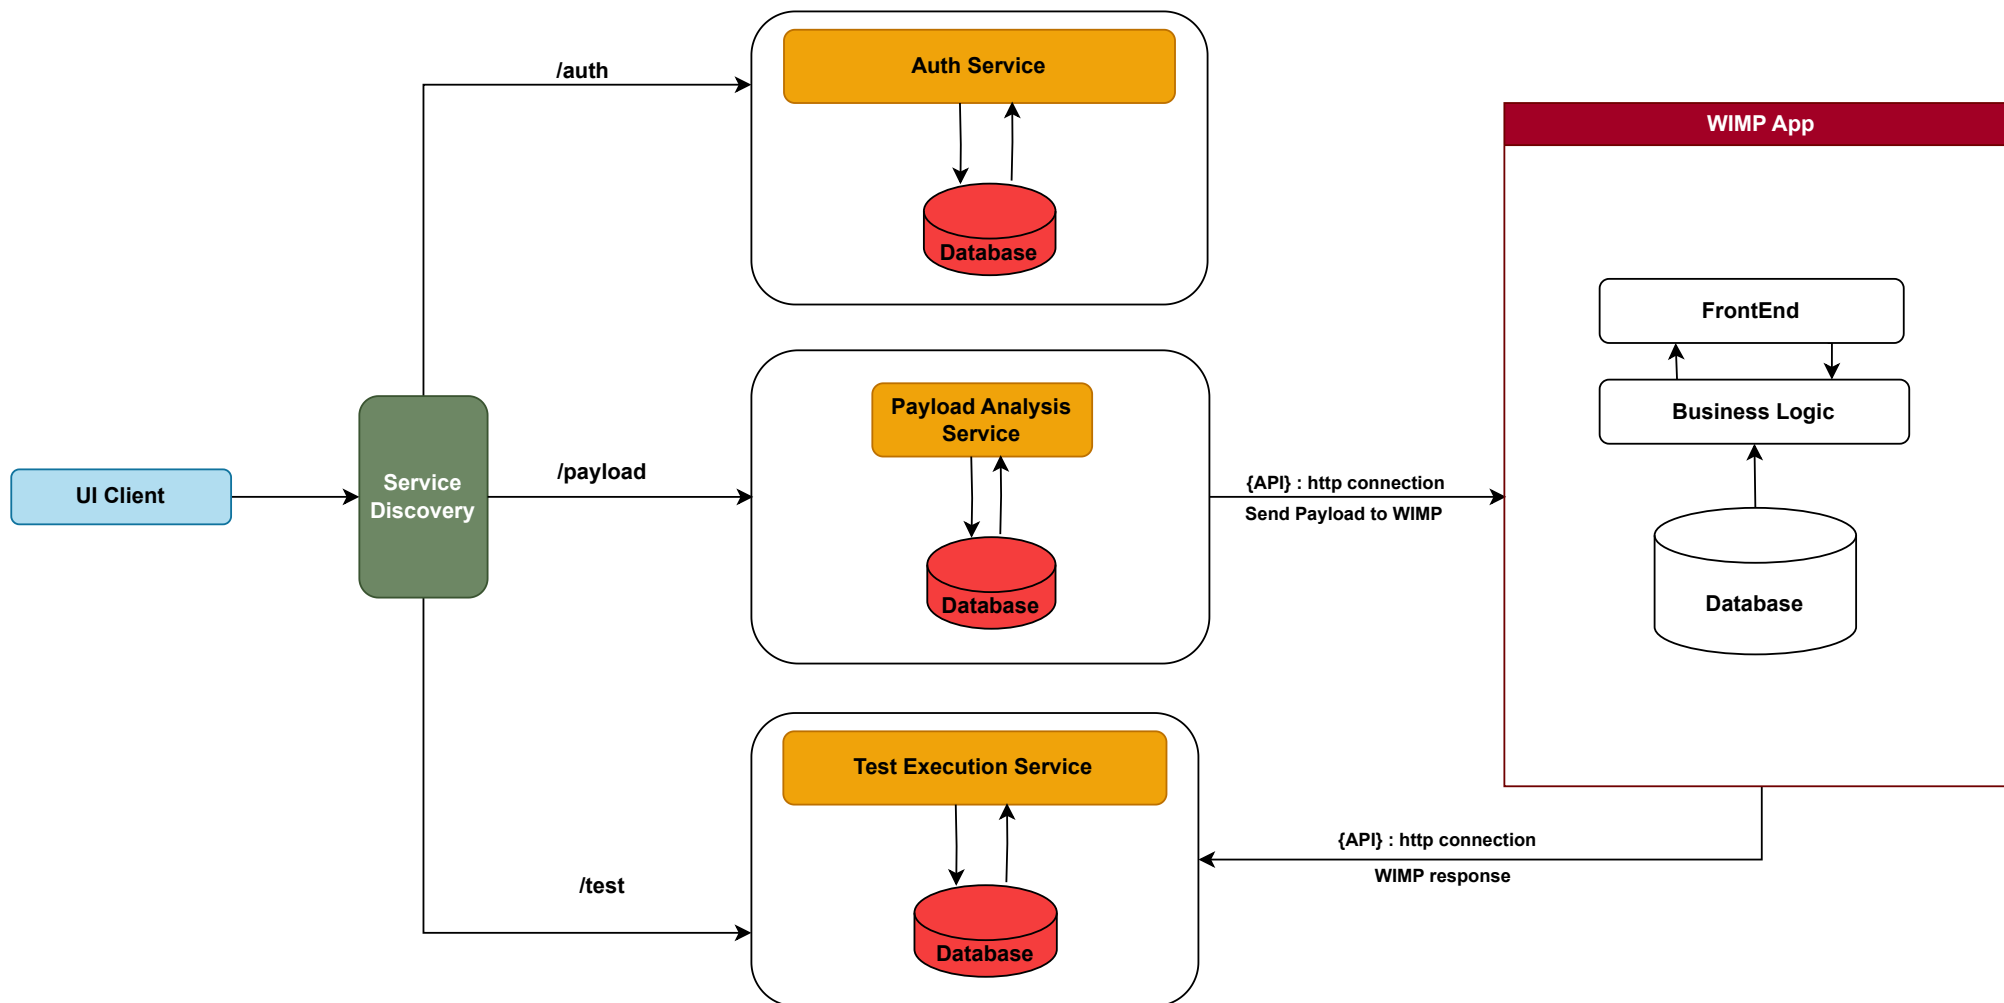 /auth
Auth Service
Database
WIMP App
FrontEnd
Business Logic
Database
UI Client
Service
Discovery
/payload
Payload Analysis
Service
Database
{API} : http connection
Send Payload to WIMP
/test
Test Execution Service
Database
{API} : http connection
WIMP response